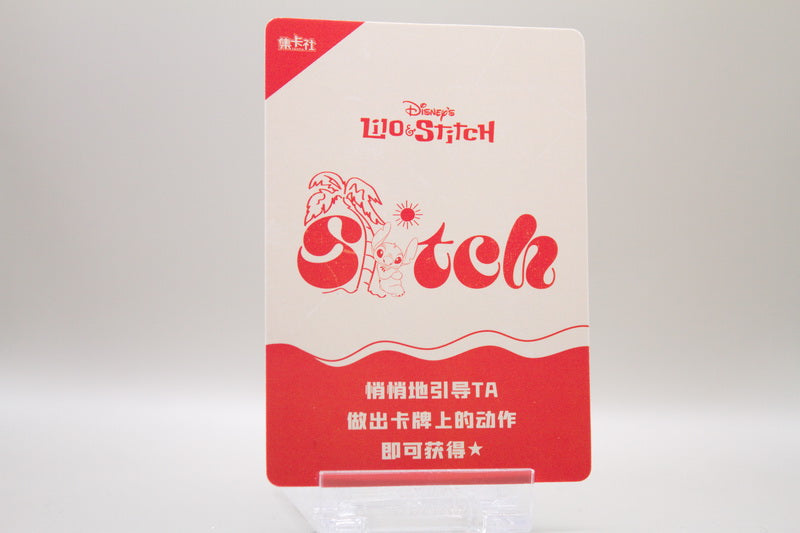 集卡社
Disney's
Lilo & Stitch
Stitch
悄悄地引导TA
做出卡牌上的动作
即可获得★